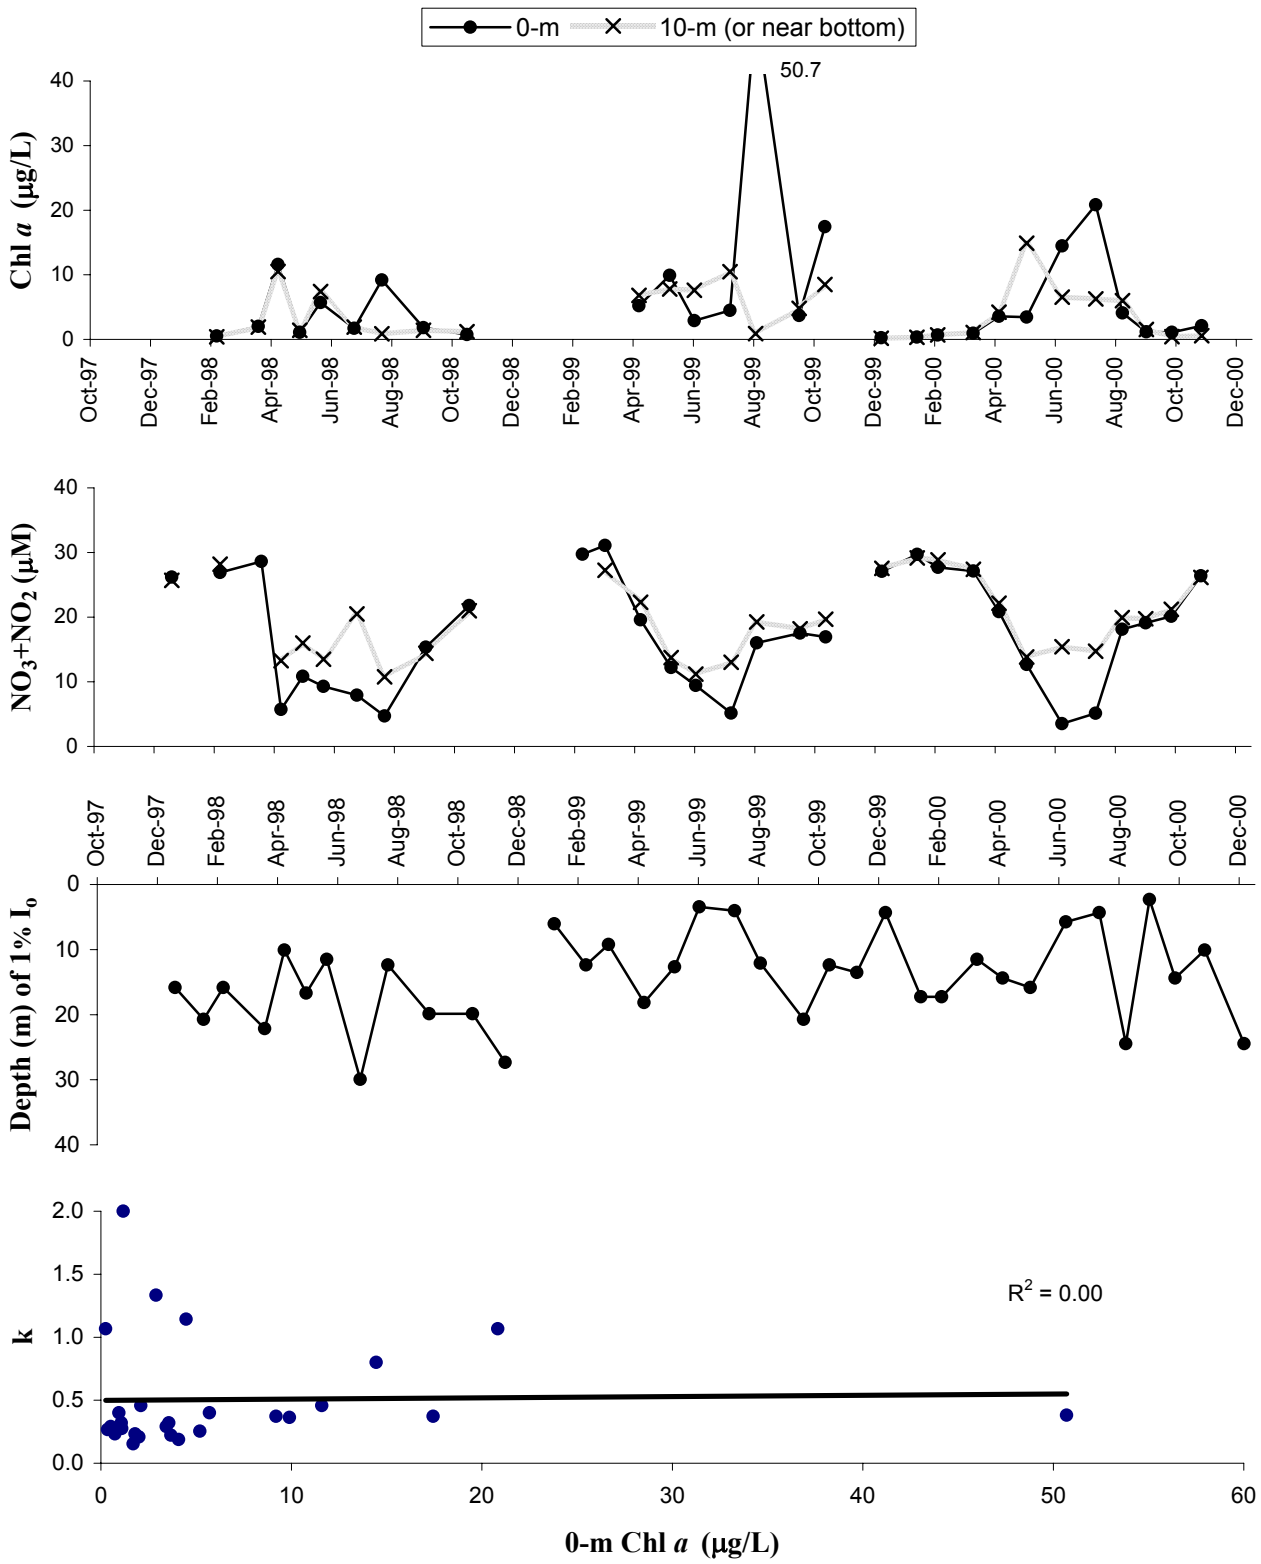 0-m 10-m (or near bottom)
50.7
40
30
20
10
0
Chl a (µg/L)
Oct-97 Dec-97 Feb-98 Apr-98 Jun-98 Aug-98 Oct-98 Dec-98 Feb-99 Apr-99 Jun-99 Aug-99 Oct-99 Dec-99 Feb-00 Apr-00 Jun-00 Aug-00 Oct-00 Dec-00
40
30
20
10
0
NO3+NO2 (µM)
Oct-97 Dec-97 Feb-98 Apr-98 Jun-98 Aug-98 Oct-98 Dec-98 Feb-99 Apr-99 Jun-99 Aug-99 Oct-99 Dec-99 Feb-00 Apr-00 Jun-00 Aug-00 Oct-00 Dec-00
0
10
20
30
40
Depth (m) of 1% Io
2.0
1.5
1.0
0.5
0.0
k
R² = 0.00
0 10 20 30 40 50 60
0-m Chl a (µg/L)